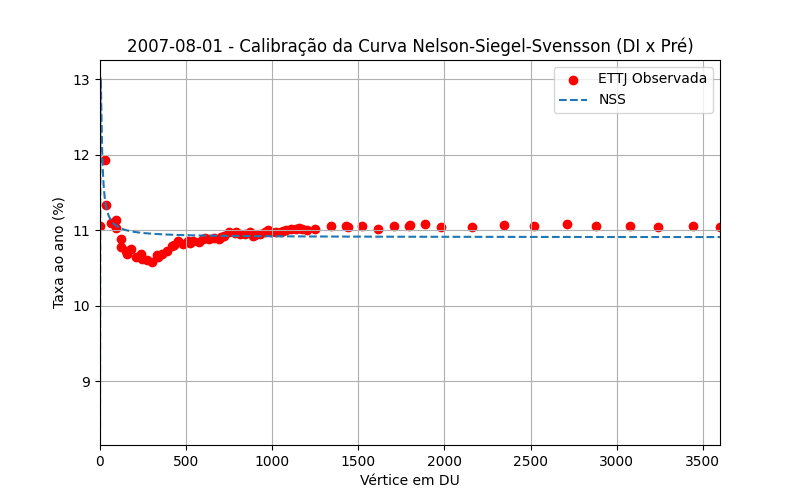 2007-08-01 - Calibração da Curva Nelson-Siegel-Svensson (DI x Pré)
ETTJ Observada
NSS
Taxa ao ano (%)
13
12
11
10
9
0 500 1000 1500 2000 2500 3000 3500
Vértice em DU